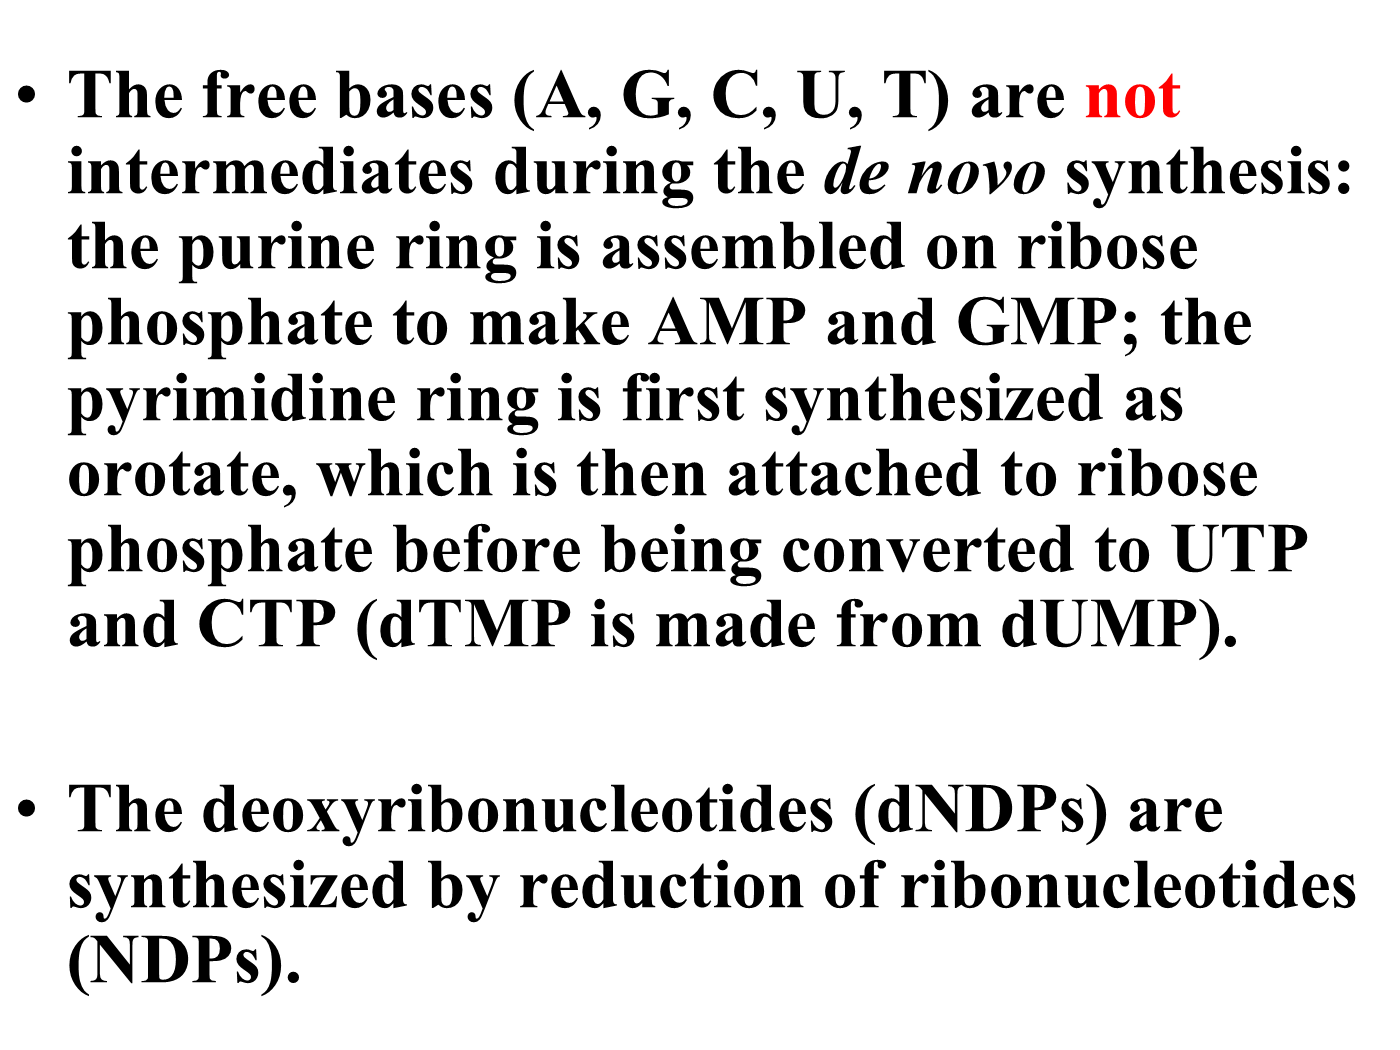 • The free bases (A, G, C, U, T) are not
intermediates during the de novo synthesis:
the purine ring is assembled on ribose
phosphate to make AMP and GMP; the
pyrimidine ring is first synthesized as
orotate, which is then attached to ribose
phosphate before being converted to UTP
and CTP (dTMP is made from dUMP).
• The deoxyribonucleotides (dNDPs) are
synthesized by reduction of ribonucleotides
(NDPs).